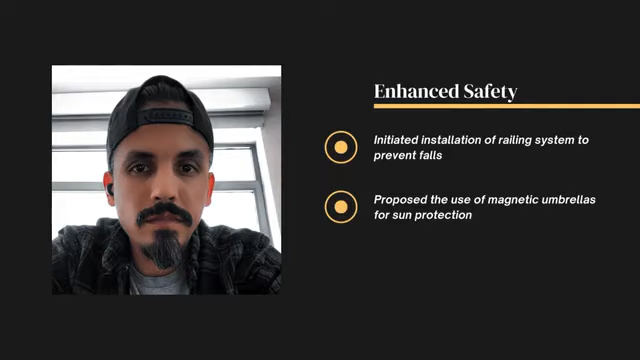 Enhanced Safety
Initiated installation of railing system to
prevent falls
Proposed the use of magnetic umbrellas
for sun protection